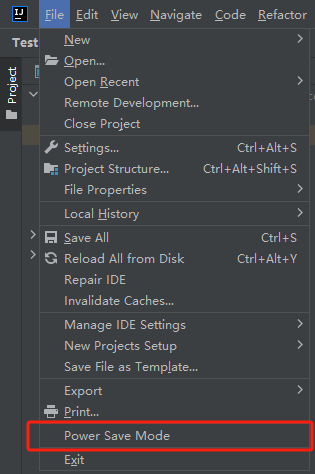 IJ File Edit View Navigate Code Refactor
Test
Project
New
Open...
Open Recent
Remote Development...
Close Project
Settings... Ctrl+Alt+S
Project Structure... Ctrl+Alt+Shift+S
File Properties
Local History
Save All Ctrl+S
Reload All from Disk Ctrl+Alt+Y
Repair IDE
Invalidate Caches...
Manage IDE Settings
New Projects Setup
Save File as Template...
Export
Print...
Power Save Mode
Exit